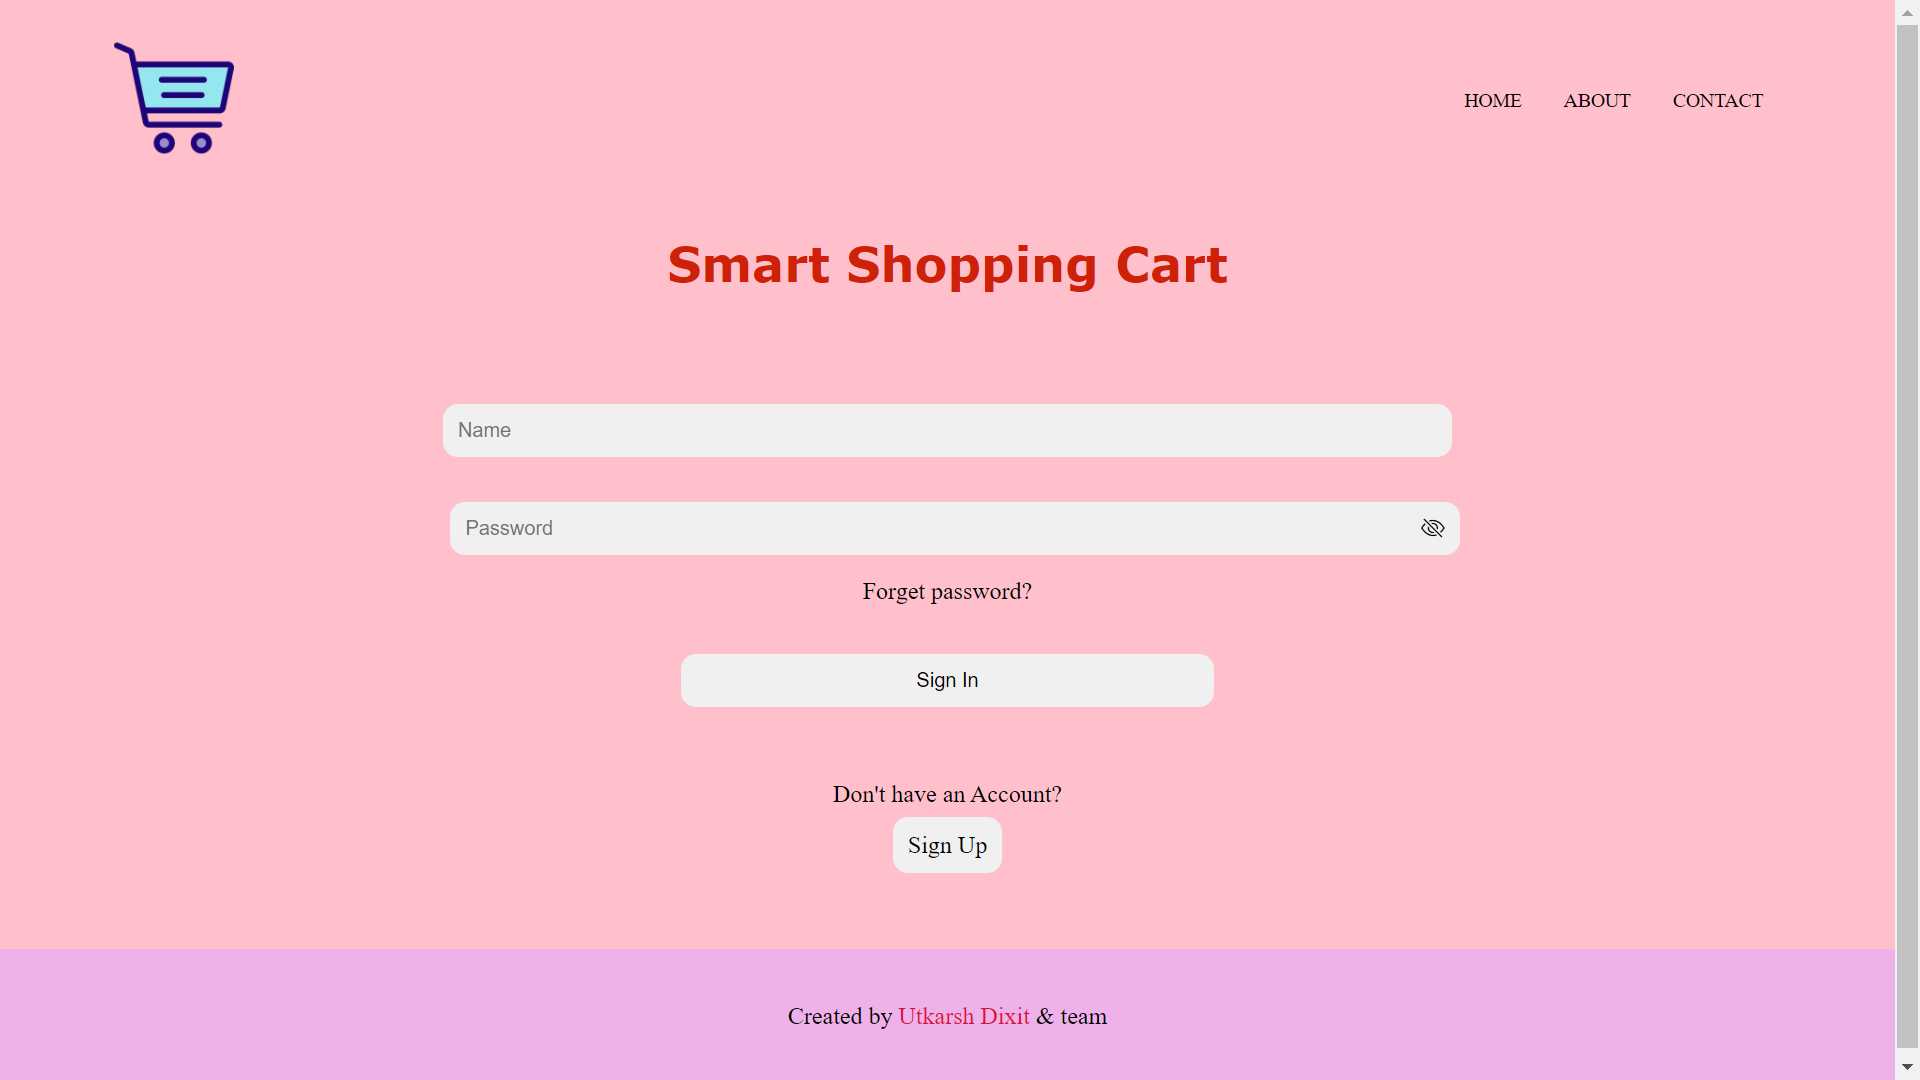 HOME ABOUT CONTACT
Smart Shopping Cart
Name
Password
Forget password?
Sign In
Don't have an Account?
Sign Up
Created by Utkarsh Dixit & team